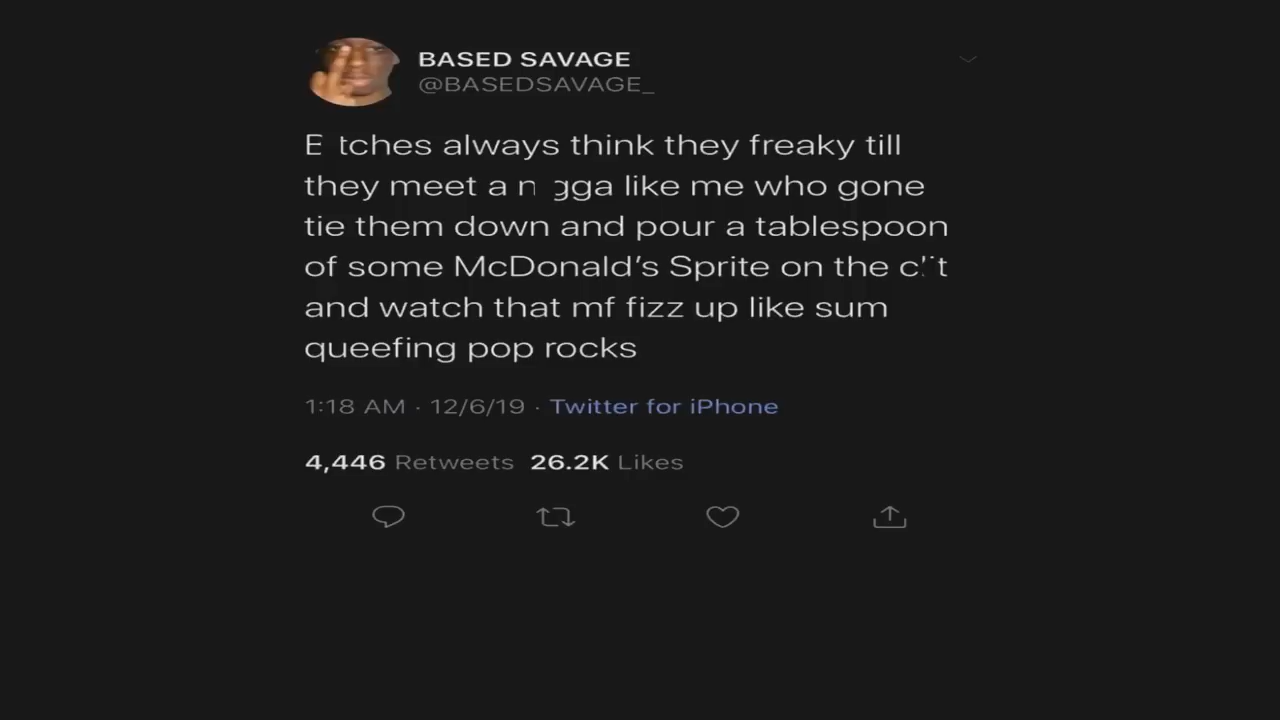 BASED SAVAGE
@BASEDSAVAGE_
B tches always think they freaky till
they meet a n gga like me who gone
tie them down and pour a tablespoon
of some McDonald's Sprite on the c it
and watch that mf fizz up like sum
queefing pop rocks
1:18 AM · 12/6/19 · Twitter for iPhone
4,446 Retweets 26.2K Likes